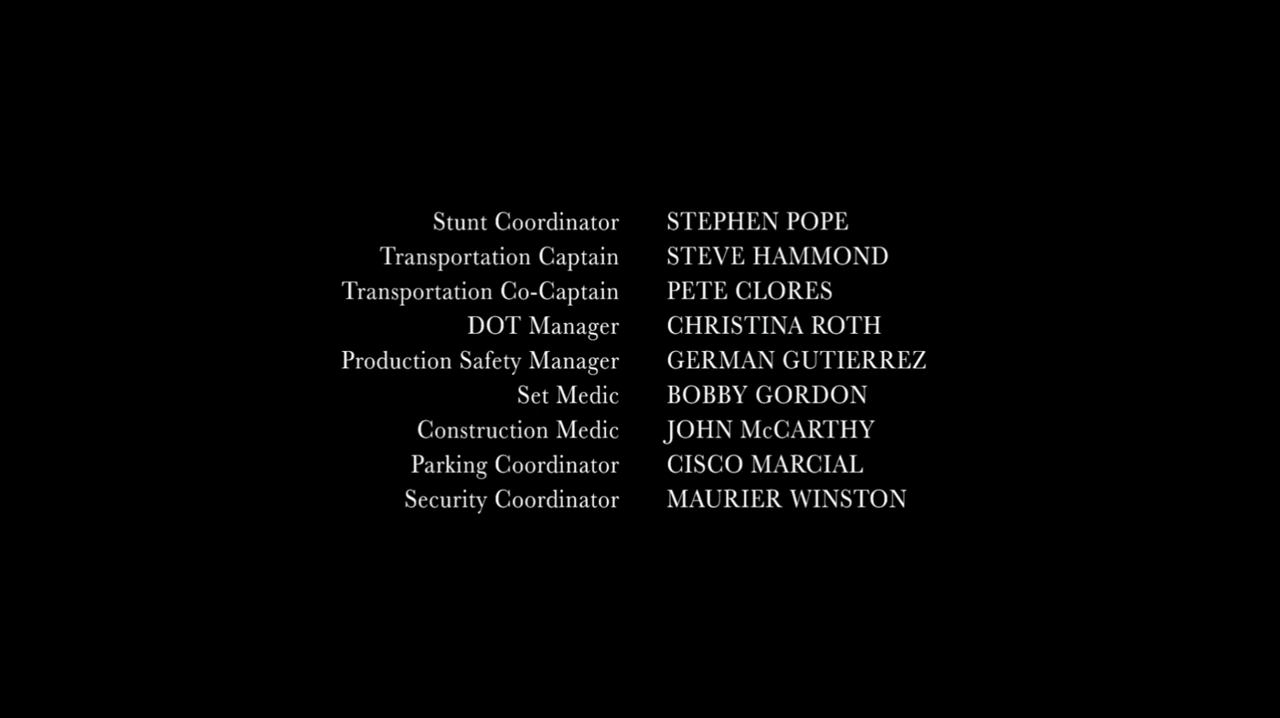 Stunt Coordinator STEPHEN POPE
Transportation Captain STEVE HAMMOND
Transportation Co-Captain PETE CLORES
DOT Manager CHRISTINA ROTH
Production Safety Manager GERMAN GUTIERREZ
Set Medic BOBBY GORDON
Construction Medic JOHN McCARTHY
Parking Coordinator CISCO MARCIAL
Security Coordinator MAURIER WINSTON